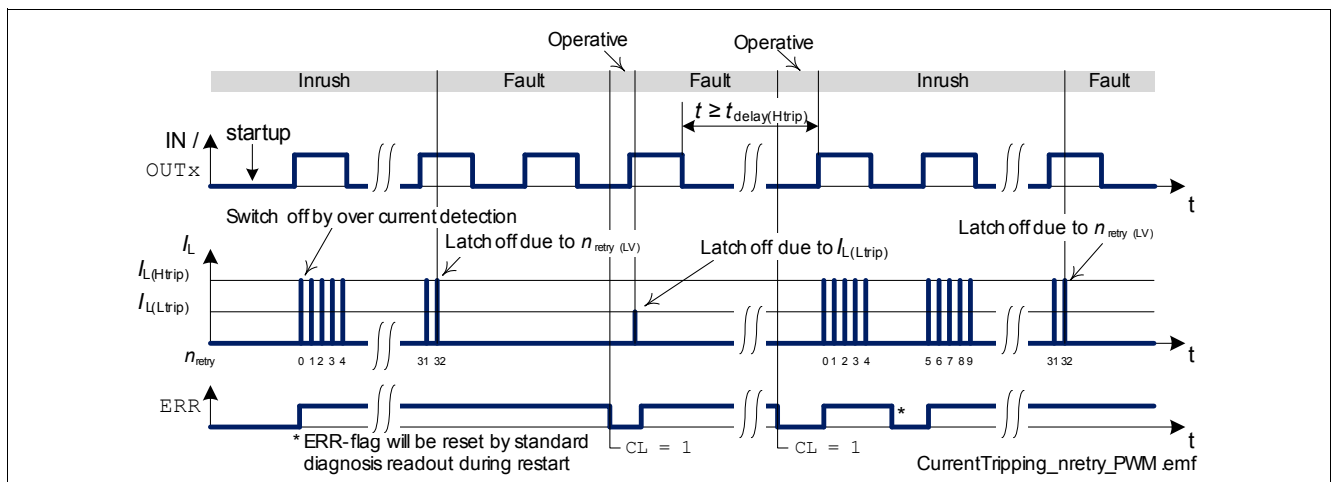 Operative Operative
Inrush Fault Fault Inrush Fault
t ≥ tdelay(Htrip)
IN / startup
OUTx
t
Switch off by over current detection
IL Latch off due to nretry (LV) Latch off due to IL(Ltrip) Latch off due to nretry (LV)
IL(Htrip)
IL(Ltrip)
t
nretry 0 1 2 3 4 31 32 0 1 2 3 4 5 6 7 8 9 31 32
ERR *
t
* ERR-flag will be reset by standard CL = 1 CL = 1
diagnosis readout during restart CurrentTripping_nretry_PWM.emf